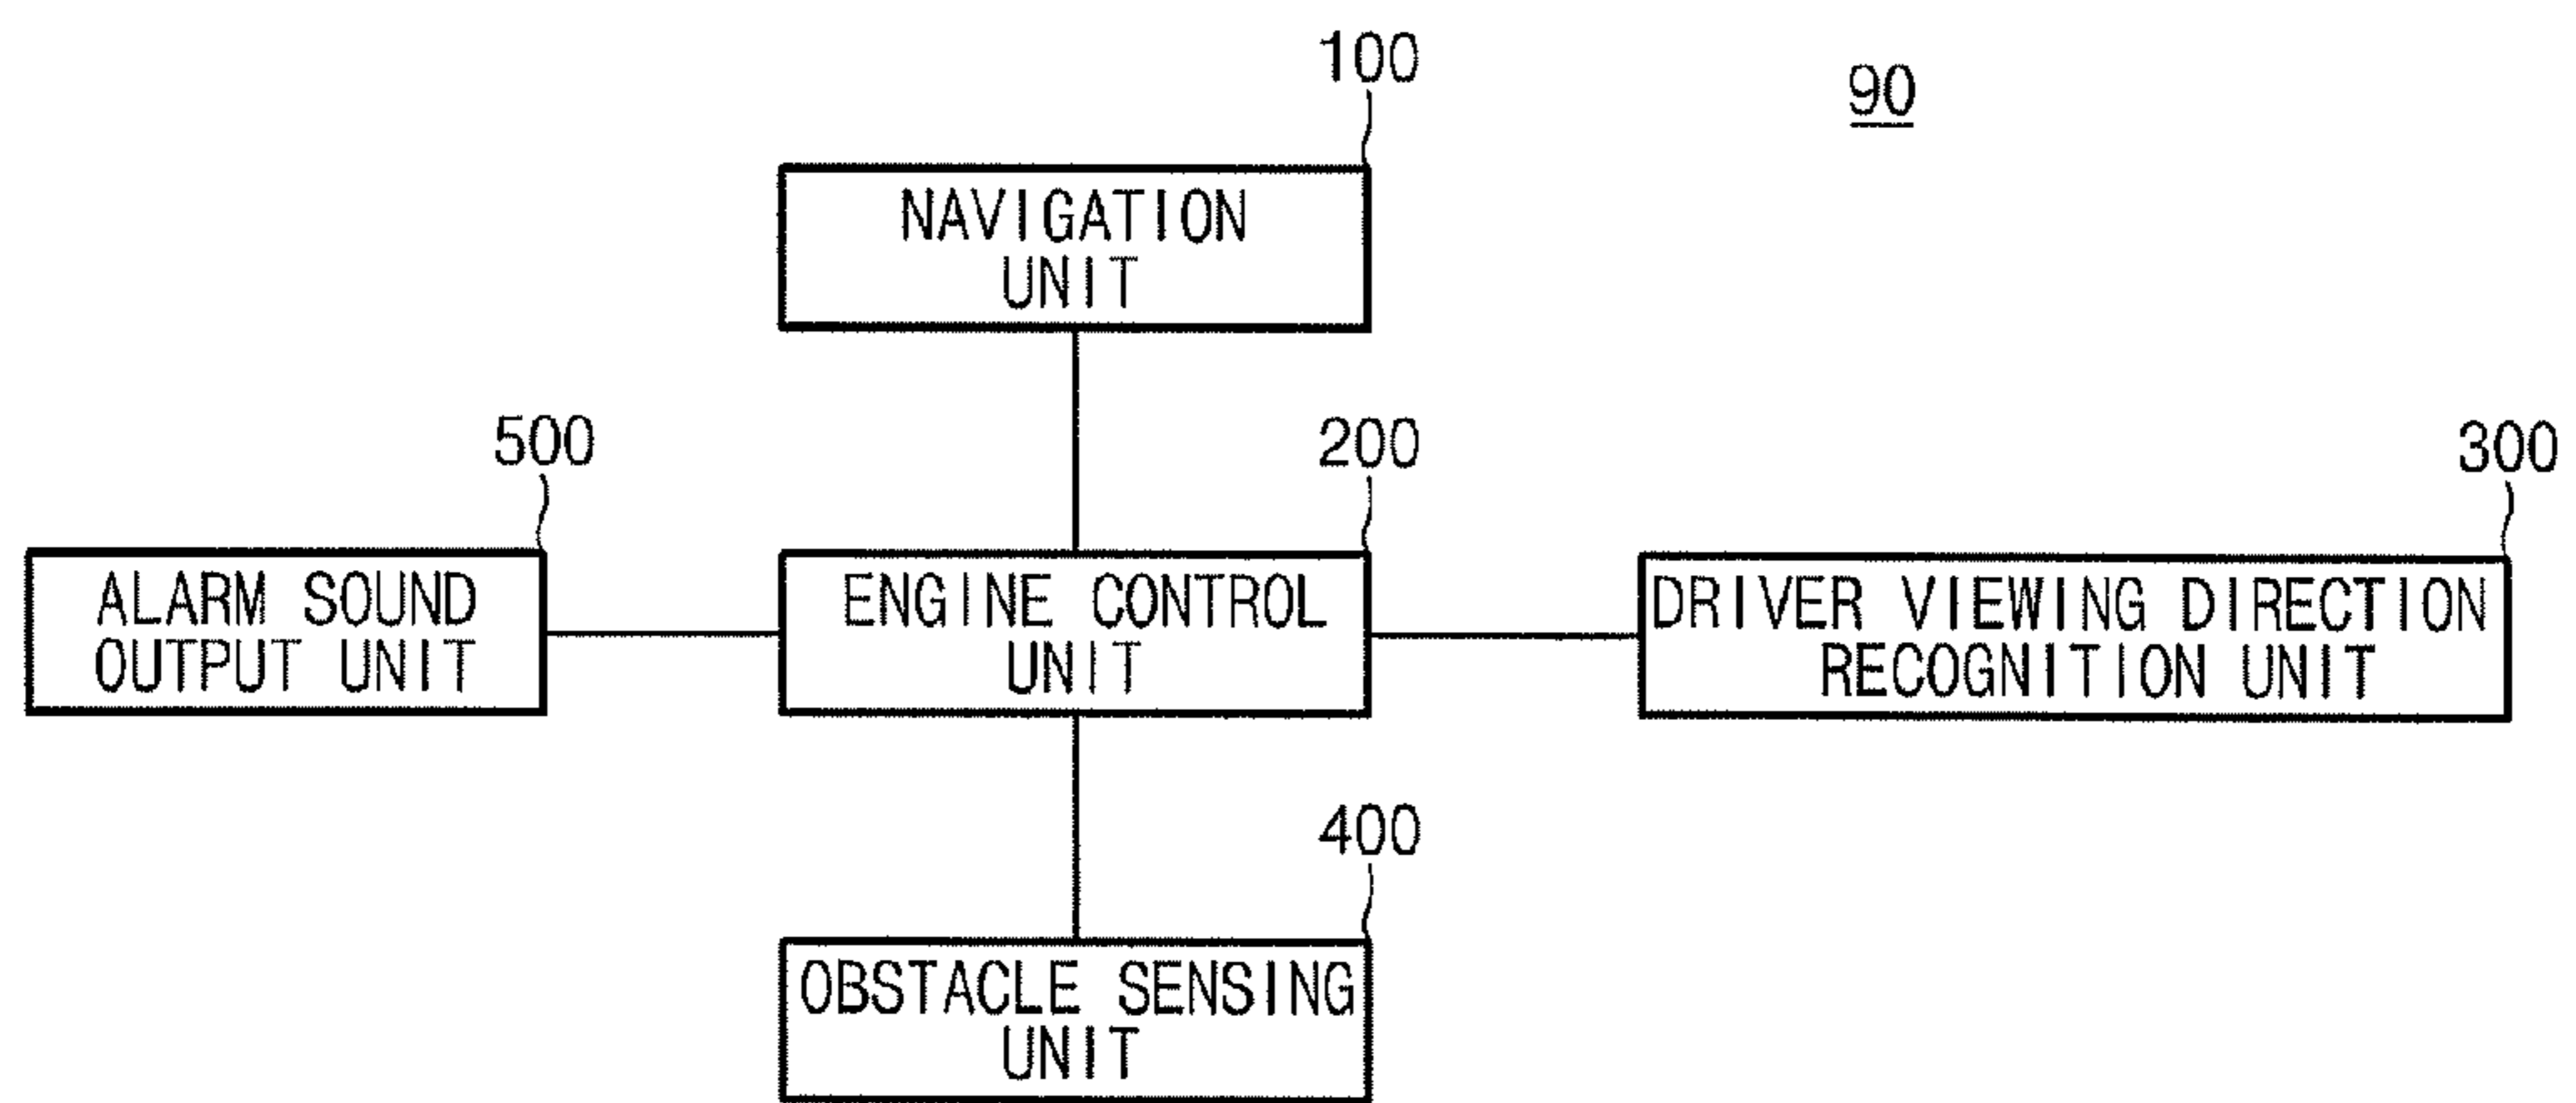 100
90
NAVIGATION
UNIT
500
200
300
ALARM SOUND
OUTPUT UNIT
ENGINE CONTROL
UNIT
DRIVER VIEWING DIRECTION
RECOGNITION UNIT
400
OBSTACLE SENSING
UNIT